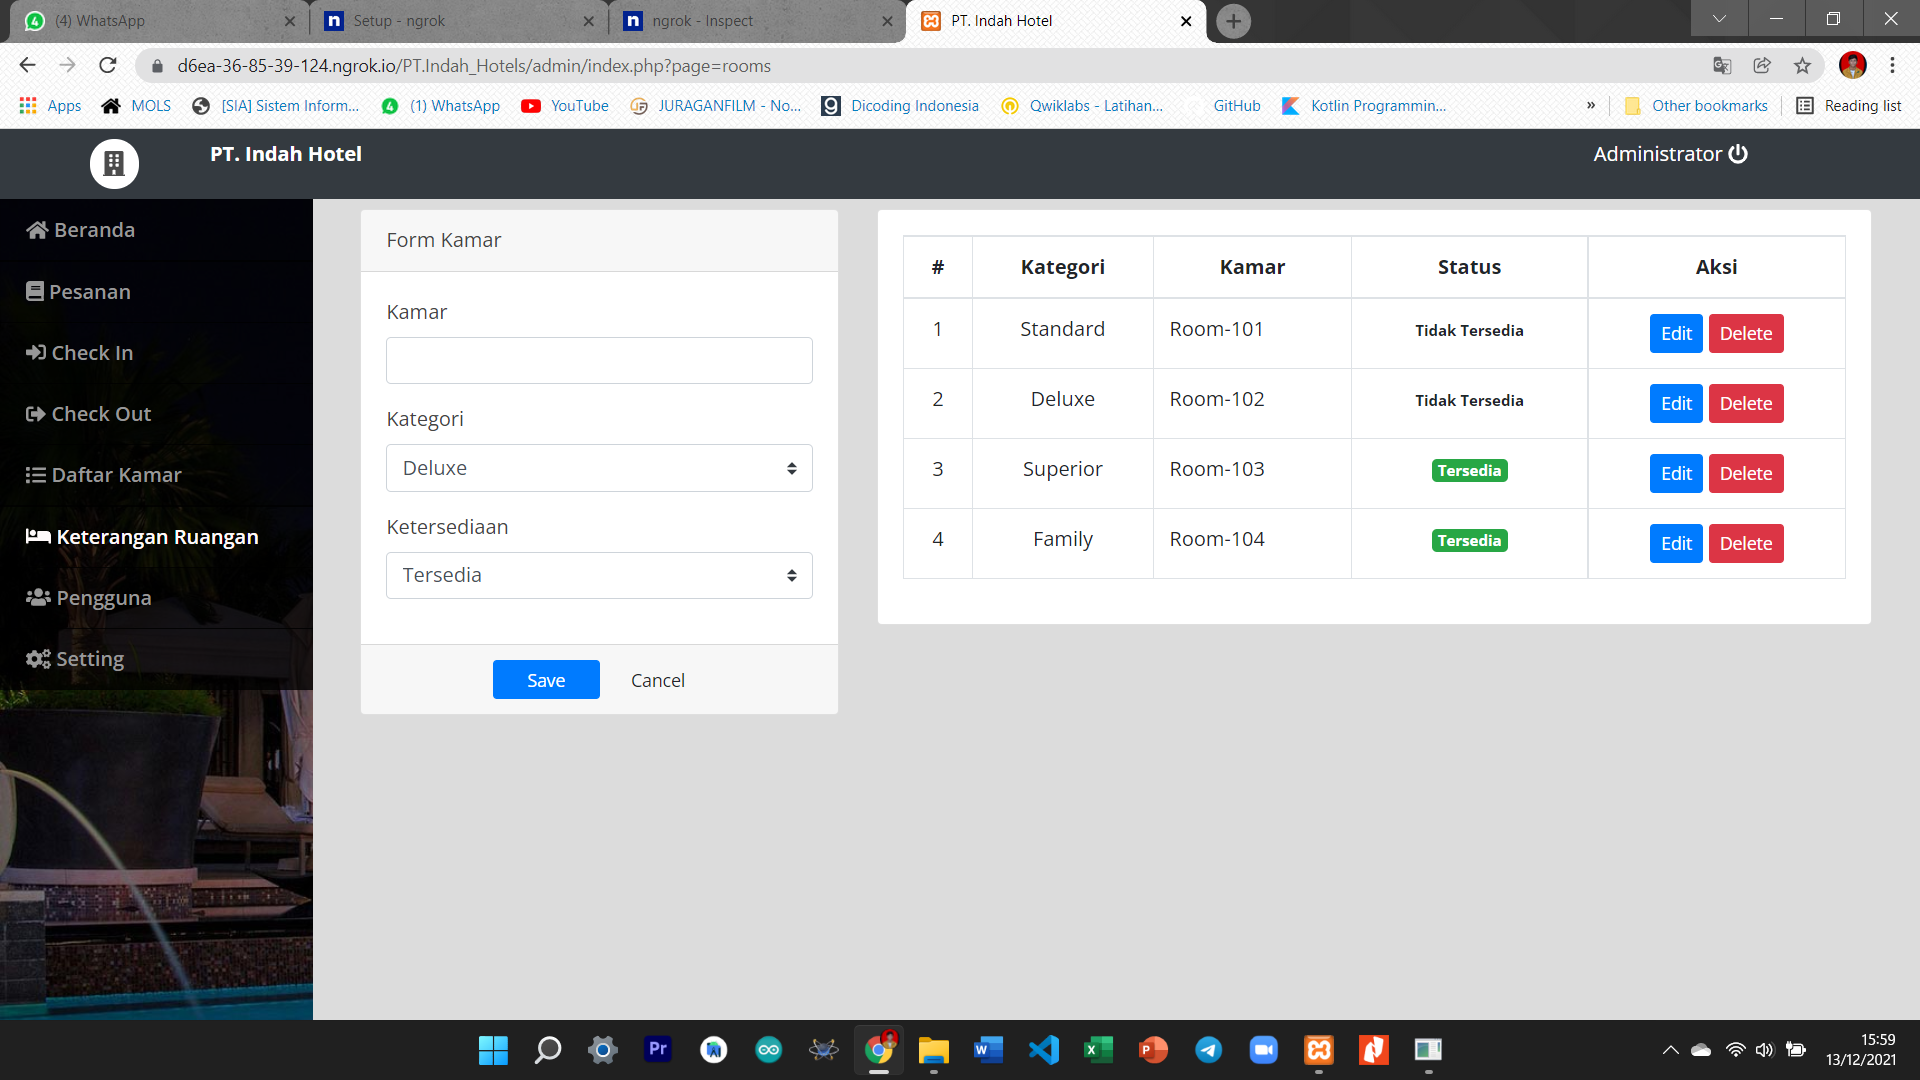 (4) WhatsApp
Setup - ngrok
ngrok - Inspect
PT. Indah Hotel
d6ea-36-85-39-124.ngrok.io/PT.Indah_Hotels/admin/index.php?page=rooms
Apps
MOLS
[SIA] Sistem Inform...
(1) WhatsApp
YouTube
JURAGANFILM - No...
Dicoding Indonesia
Qwiklabs - Latihan...
GitHub
Kotlin Programmin...
»
Other bookmarks
Reading list
PT. Indah Hotel
Administrator
Beranda
Pesanan
Check In
Check Out
Daftar Kamar
Keterangan Ruangan
Pengguna
Setting
Form Kamar
Kamar
Kategori
Deluxe
Ketersediaan
Tersedia
Save Cancel
# Kategori Kamar Status Aksi
1 Standard Room-101 Tidak Tersedia Edit Delete
2 Deluxe Room-102 Tidak Tersedia Edit Delete
3 Superior Room-103 Tersedia Edit Delete
4 Family Room-104 Tersedia Edit Delete
15:59
13/12/2021